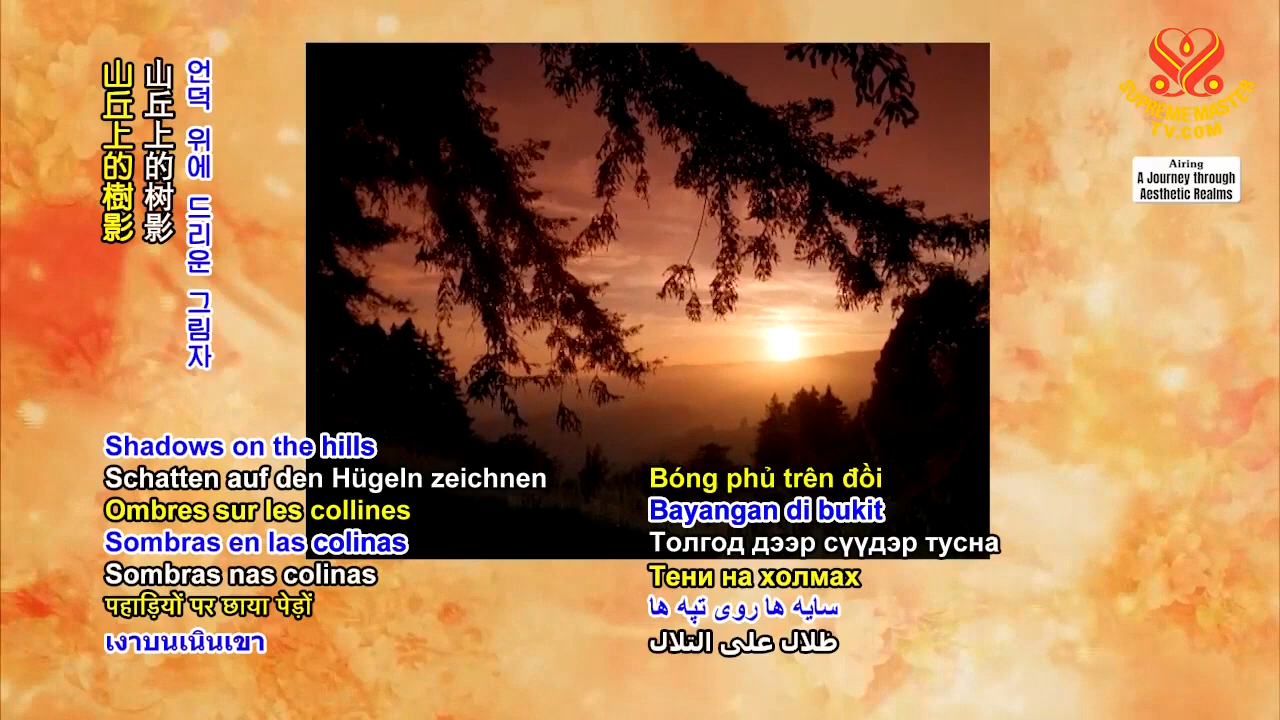 山丘上的樹影
山丘上的树影
언덕 위에 드리운 그림자
SUPREMEMASTER
TV.COM
Airing
A Journey through
Aesthetic Realms
Shadows on the hills
Schatten auf den Hügeln zeichnen
Ombres sur les collines
Sombras en las colinas
Sombras nas colinas
पहाड़ियों पर छाया पेड़ों
เงาบนเนินเขา
Bóng phủ trên đồi
Bayangan di bukit
Толгод дээр сүүдэр тусна
Тени на холмах
سایه ها روی تپه ها
ظلال على التلال